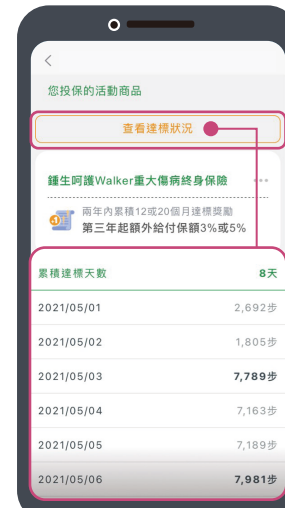 您投保的活動商品
查看達標狀況
鍾生呵護Walker重大傷病終身保險
兩年內累積12或20個月達標獎勵
第三年起額外給付保額3%或5%
累積達標天數 8天
2021/05/01 2,692步
2021/05/02 1,805步
2021/05/03 7,789步
2021/05/04 7,163步
2021/05/05 7,189步
2021/05/06 7,981步